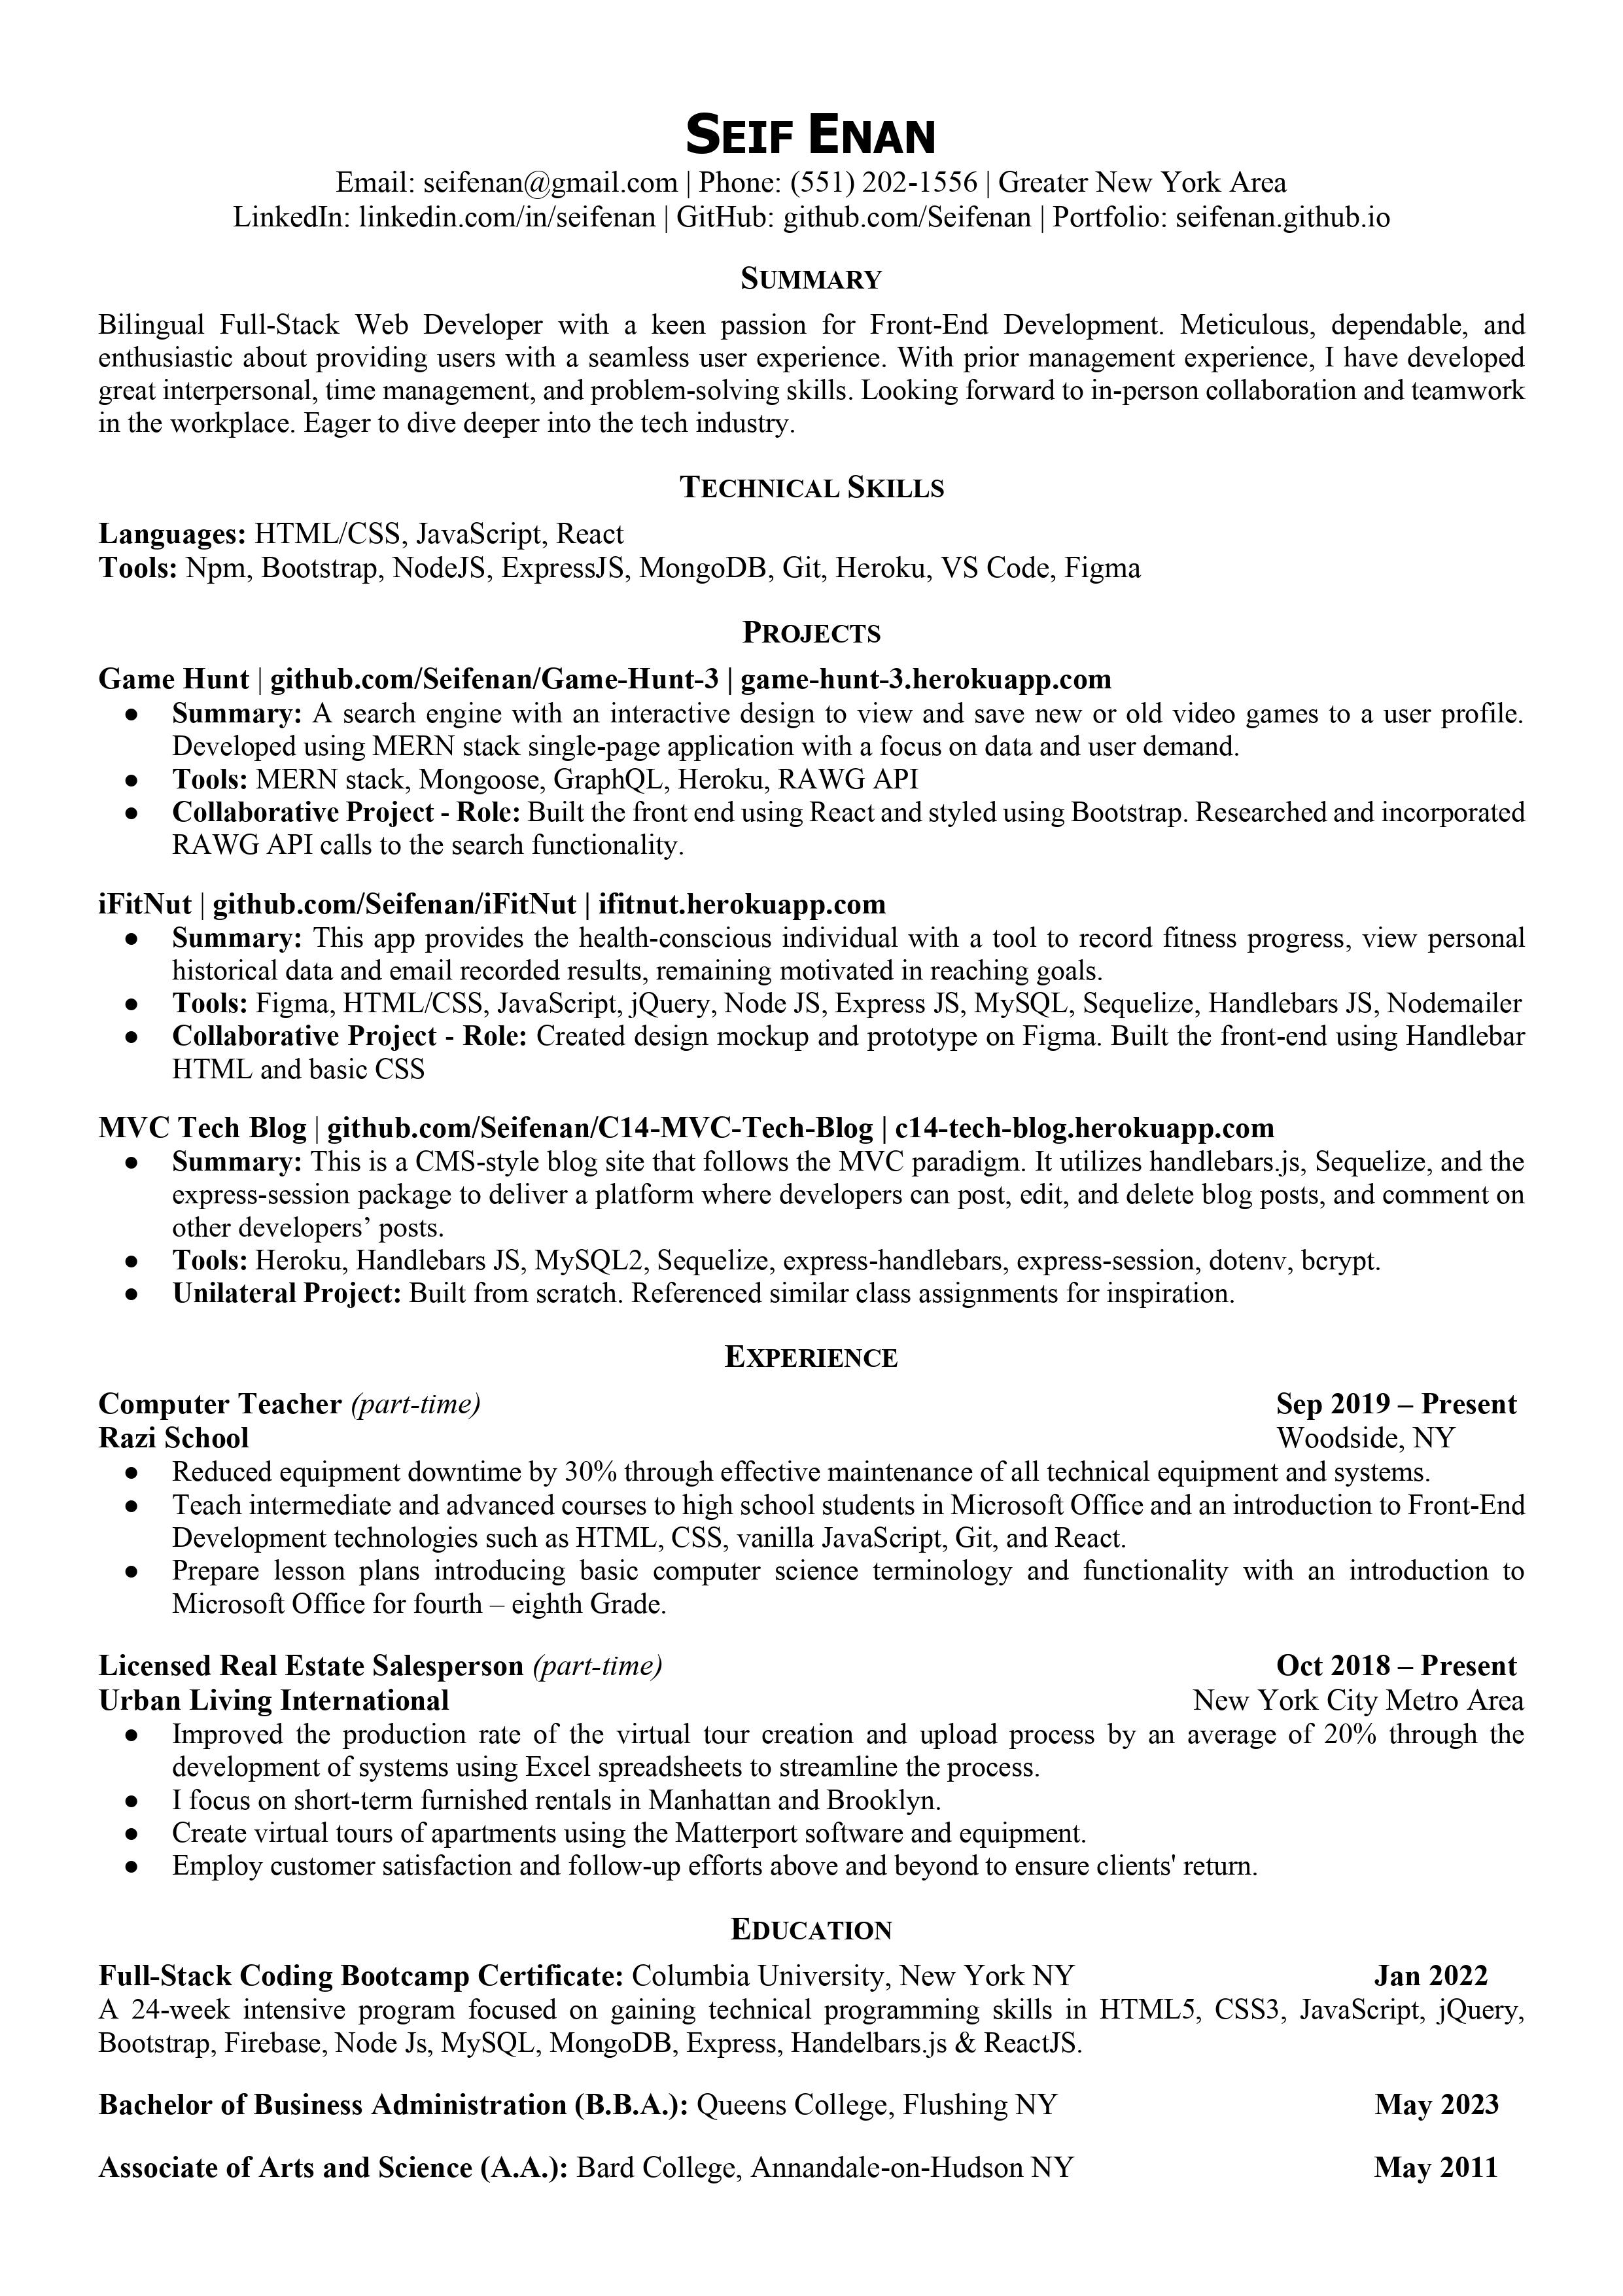 SEIF ENAN
Email: seifenan@gmail.com | Phone: (551) 202-1556 | Greater New York Area
LinkedIn: linkedin.com/in/seifenan | GitHub: github.com/Seifenan | Portfolio: seifenan.github.io
SUMMARY
Bilingual Full-Stack Web Developer with a keen passion for Front-End Development. Meticulous, dependable, and
enthusiastic about providing users with a seamless user experience. With prior management experience, I have developed
great interpersonal, time management, and problem-solving skills. Looking forward to in-person collaboration and teamwork
in the workplace. Eager to dive deeper into the tech industry.
TECHNICAL SKILLS
Languages: HTML/CSS, JavaScript, React
Tools: Npm, Bootstrap, NodeJS, ExpressJS, MongoDB, Git, Heroku, VS Code, Figma
PROJECTS
Game Hunt | github.com/Seifenan/Game-Hunt-3 | game-hunt-3.herokuapp.com
● Summary: A search engine with an interactive design to view and save new or old video games to a user profile.
Developed using MERN stack single-page application with a focus on data and user demand.
● Tools: MERN stack, Mongoose, GraphQL, Heroku, RAWG API
● Collaborative Project - Role: Built the front end using React and styled using Bootstrap. Researched and incorporated
RAWG API calls to the search functionality.
iFitNut | github.com/Seifenan/iFitNut | ifitnut.herokuapp.com
● Summary: This app provides the health-conscious individual with a tool to record fitness progress, view personal
historical data and email recorded results, remaining motivated in reaching goals.
● Tools: Figma, HTML/CSS, JavaScript, jQuery, Node JS, Express JS, MySQL, Sequelize, Handlebars JS, Nodemailer
● Collaborative Project - Role: Created design mockup and prototype on Figma. Built the front-end using Handlebar
HTML and basic CSS
MVC Tech Blog | github.com/Seifenan/C14-MVC-Tech-Blog | c14-tech-blog.herokuapp.com
● Summary: This is a CMS-style blog site that follows the MVC paradigm. It utilizes handlebars.js, Sequelize, and the
express-session package to deliver a platform where developers can post, edit, and delete blog posts, and comment on
other developers’ posts.
● Tools: Heroku, Handlebars JS, MySQL2, Sequelize, express-handlebars, express-session, dotenv, bcrypt.
● Unilateral Project: Built from scratch. Referenced similar class assignments for inspiration.
EXPERIENCE
Computer Teacher (part-time) Sep 2019 – Present
Razi School Woodside, NY
● Reduced equipment downtime by 30% through effective maintenance of all technical equipment and systems.
● Teach intermediate and advanced courses to high school students in Microsoft Office and an introduction to Front-End
Development technologies such as HTML, CSS, vanilla JavaScript, Git, and React.
● Prepare lesson plans introducing basic computer science terminology and functionality with an introduction to
Microsoft Office for fourth – eighth Grade.
Licensed Real Estate Salesperson (part-time) Oct 2018 – Present
Urban Living International New York City Metro Area
● Improved the production rate of the virtual tour creation and upload process by an average of 20% through the
development of systems using Excel spreadsheets to streamline the process.
● I focus on short-term furnished rentals in Manhattan and Brooklyn.
● Create virtual tours of apartments using the Matterport software and equipment.
● Employ customer satisfaction and follow-up efforts above and beyond to ensure clients' return.
EDUCATION
Full-Stack Coding Bootcamp Certificate: Columbia University, New York NY Jan 2022
A 24-week intensive program focused on gaining technical programming skills in HTML5, CSS3, JavaScript, jQuery,
Bootstrap, Firebase, Node Js, MySQL, MongoDB, Express, Handelbars.js & ReactJS.
Bachelor of Business Administration (B.B.A.): Queens College, Flushing NY May 2023
Associate of Arts and Science (A.A.): Bard College, Annandale-on-Hudson NY May 2011